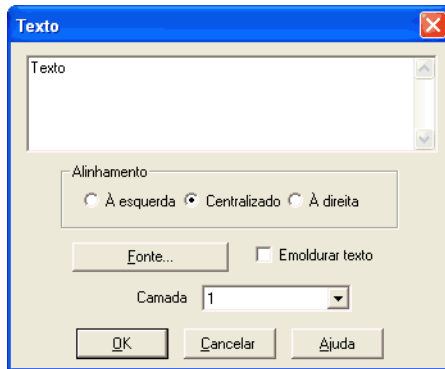 Texto
Texto
Alinhamento
À esquerda Centralizado À direita
Fonte... Emoldurar texto
Camada 1
OK Cancelar Ajuda